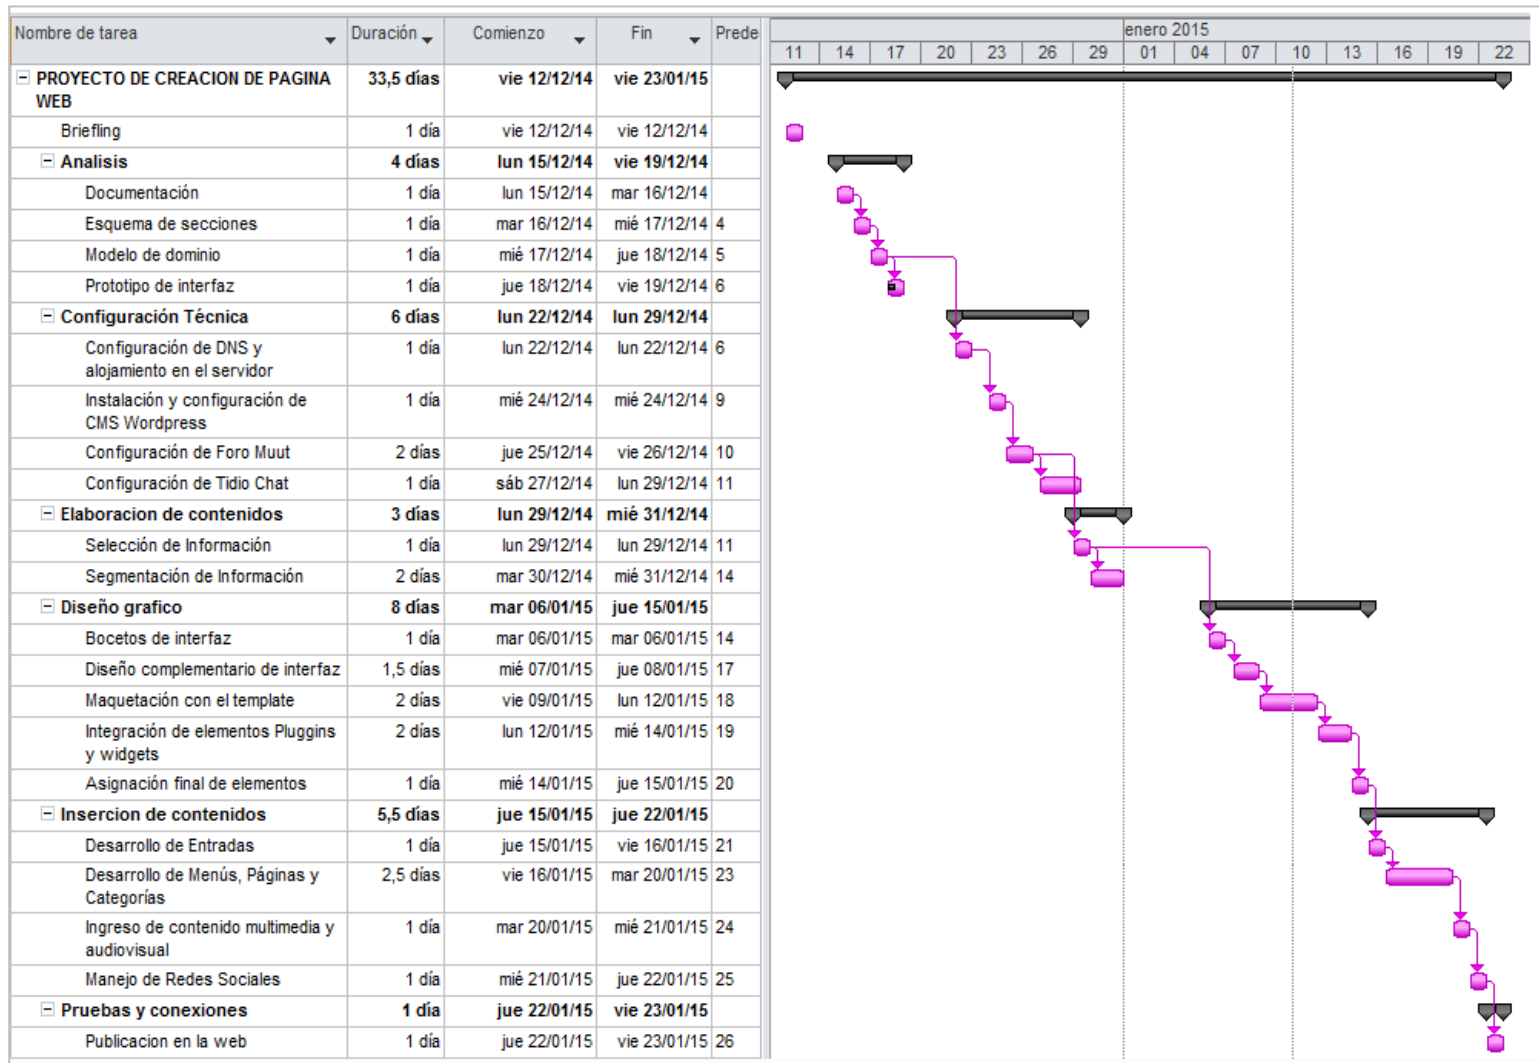 Nombre de tarea Duración Comienzo Fin Prede
enero 2015
11 14 17 20 23 26 29 01 04 07 10 13 16 19 22
PROYECTO DE CREACION DE PAGINA 33,5 días vie 12/12/14 vie 23/01/15
WEB
Briefling 1 día vie 12/12/14 vie 12/12/14
Analisis 4 días lun 15/12/14 vie 19/12/14
Documentación 1 día lun 15/12/14 mar 16/12/14
Esquema de secciones 1 día mar 16/12/14 mié 17/12/14 4
Modelo de dominio 1 día mié 17/12/14 jue 18/12/14 5
Prototipo de interfaz 1 día jue 18/12/14 vie 19/12/14 6
Configuración Técnica 6 días lun 22/12/14 lun 29/12/14
Configuración de DNS y 1 día lun 22/12/14 lun 22/12/14 6
alojamiento en el servidor
Instalación y configuración de 1 día mié 24/12/14 mié 24/12/14 9
CMS Wordpress
Configuración de Foro Muut 2 días jue 25/12/14 vie 26/12/14 10
Configuración de Tidio Chat 1 día sáb 27/12/14 lun 29/12/14 11
Elaboracion de contenidos 3 días lun 29/12/14 mié 31/12/14
Selección de Información 1 día lun 29/12/14 lun 29/12/14 11
Segmentación de Información 2 días mar 30/12/14 mié 31/12/14 14
Diseño grafico 8 días mar 06/01/15 jue 15/01/15
Bocetos de interfaz 1 día mar 06/01/15 mar 06/01/15 14
Diseño complementario de interfaz 1,5 días mié 07/01/15 jue 08/01/15 17
Maquetación con el template 2 días vie 09/01/15 lun 12/01/15 18
Integración de elementos Pluggins 2 días lun 12/01/15 mié 14/01/15 19
y widgets
Asignación final de elementos 1 día mié 14/01/15 jue 15/01/15 20
Insercion de contenidos 5,5 días jue 15/01/15 jue 22/01/15
Desarrollo de Entradas 1 día jue 15/01/15 vie 16/01/15 21
Desarrollo de Menús, Páginas y 2,5 días vie 16/01/15 mar 20/01/15 23
Categorías
Ingreso de contenido multimedia y 1 día mar 20/01/15 mié 21/01/15 24
audiovisual
Manejo de Redes Sociales 1 día mié 21/01/15 jue 22/01/15 25
Pruebas y conexiones 1 día jue 22/01/15 vie 23/01/15
Publicacion en la web 1 día jue 22/01/15 vie 23/01/15 26